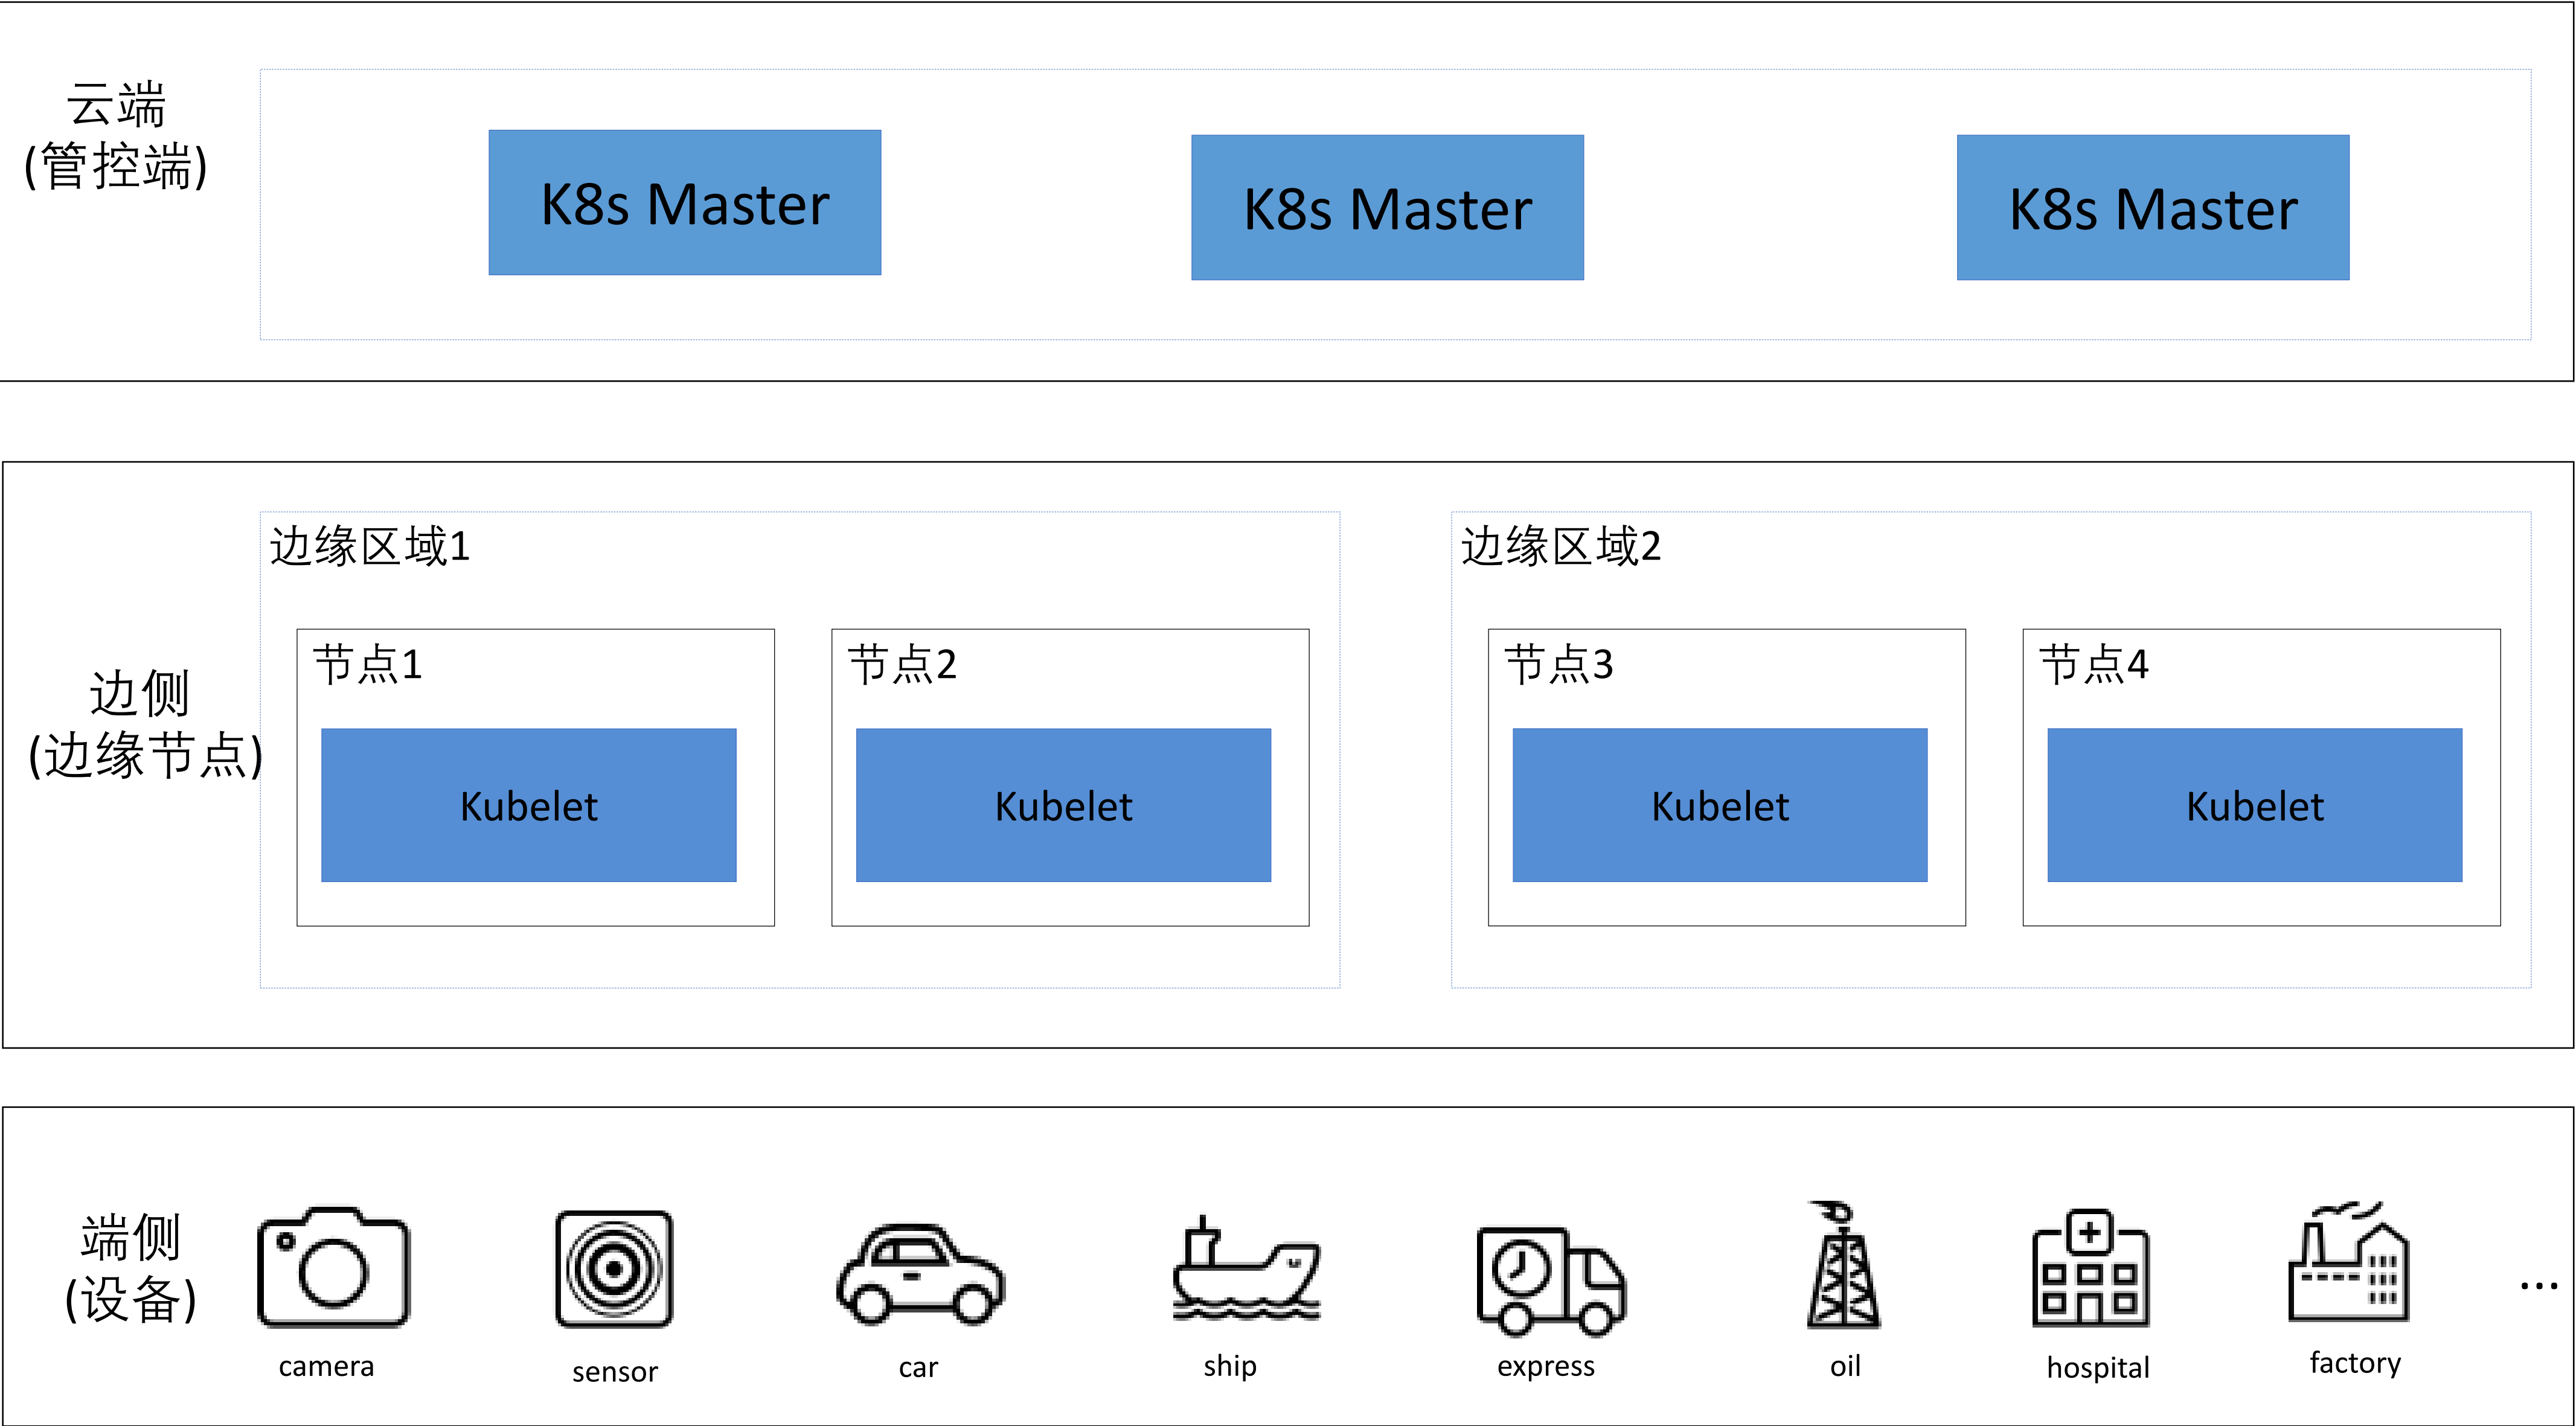 云端
(管控端)
K8s Master
K8s Master
K8s Master
边侧
(边缘节点)
边缘区域1
节点1
Kubelet
节点2
Kubelet
边缘区域2
节点3
Kubelet
节点4
Kubelet
端侧
(设备)
camera
sensor
car
ship
express
oil
hospital
factory
...